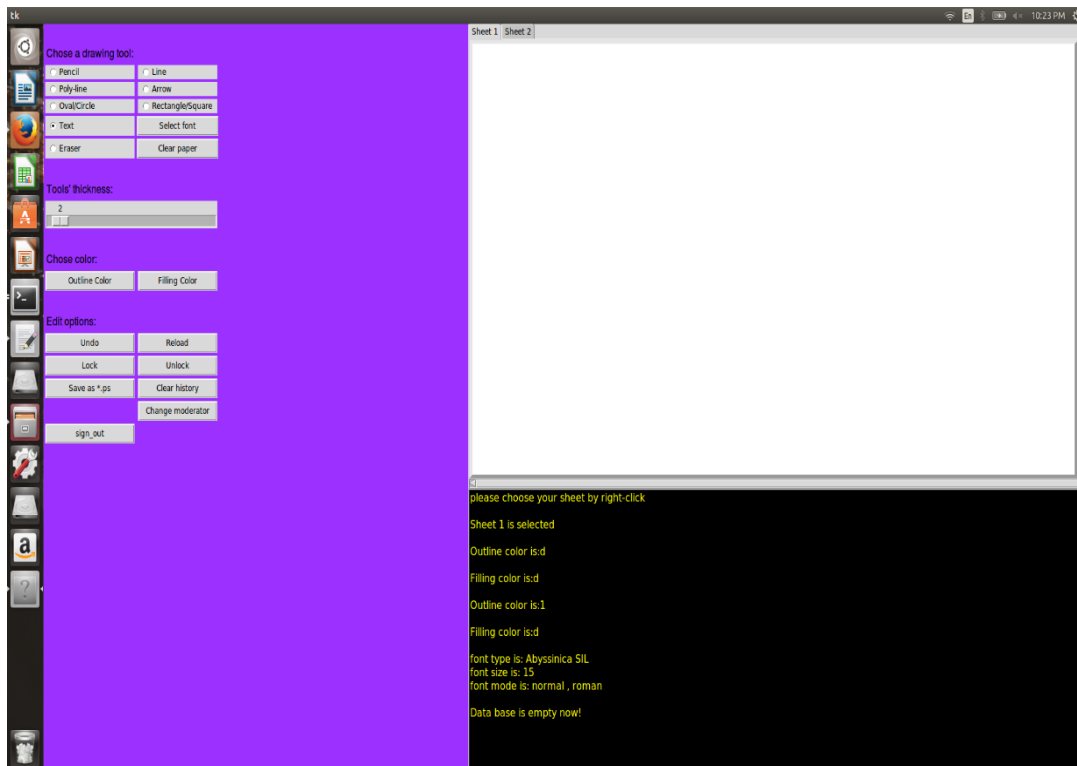 tk
En
10:23 PM
Chose a drawing tool:
Pencil
Line
Poly-line
Arrow
Oval/Circle
Rectangle/Square
Text
Select font
Eraser
Clear paper
Tools' thickness:
2
Chose color:
Outline Color
Filling Color
Edit options:
Undo
Reload
Lock
Unlock
Save as *.ps
Clear history
Change moderator
sign_out
Sheet 1
Sheet 2
please choose your sheet by right-click
Sheet 1 is selected
Outline color is:d
Filling color is:d
Outline color is:1
Filling color is:d
font type is: Abyssinica SIL
font size is: 15
font mode is: normal , roman
Data base is empty now!